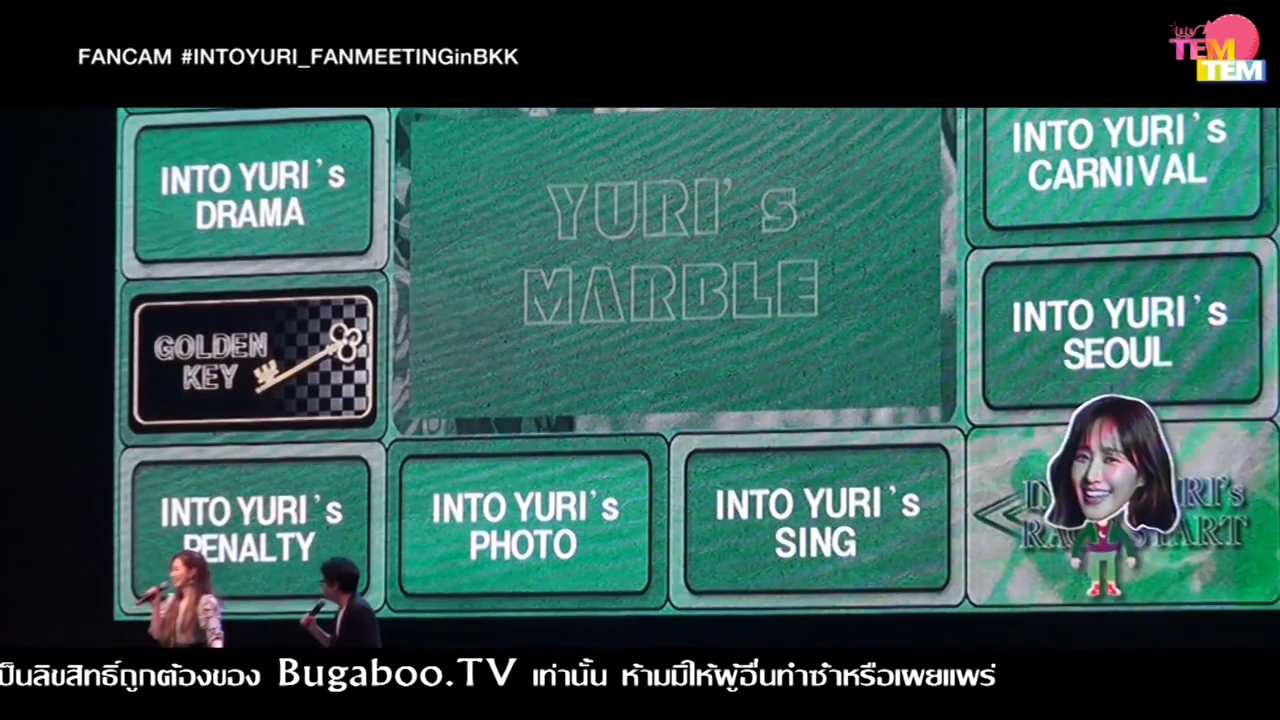 FANCAM #INTOYURI_FANMEETINGinBKK
TEM
TEM
INTO YURI's
DRAMA
YURI's
MARBLE
INTO YURI's
CARNIVAL
GOLDEN
KEY
INTO YURI's
SEOUL
INTO YURI's
PENALTY
INTO YURI's
PHOTO
INTO YURI's
SING
็นลิขสิทธิ์ถูกต้องของ Bugaboo.TV เท่านั้น ห้ามมิให้ผู้อื่นทำซ้ำหรือเผยแพร่